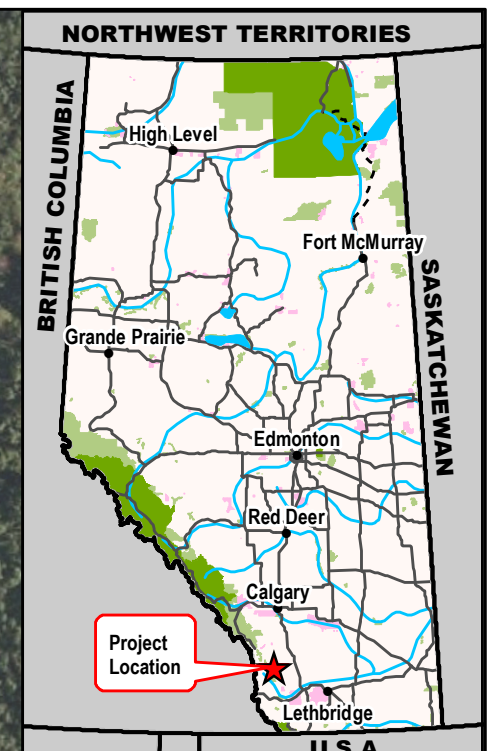 NORTHWEST TERRITORIES
BRITISH COLUMBIA
High Level
Fort McMurray
SASKATCHEWAN
Grande Prairie
Edmonton
Red Deer
Calgary
Project
Location
Lethbridge
U.S.A